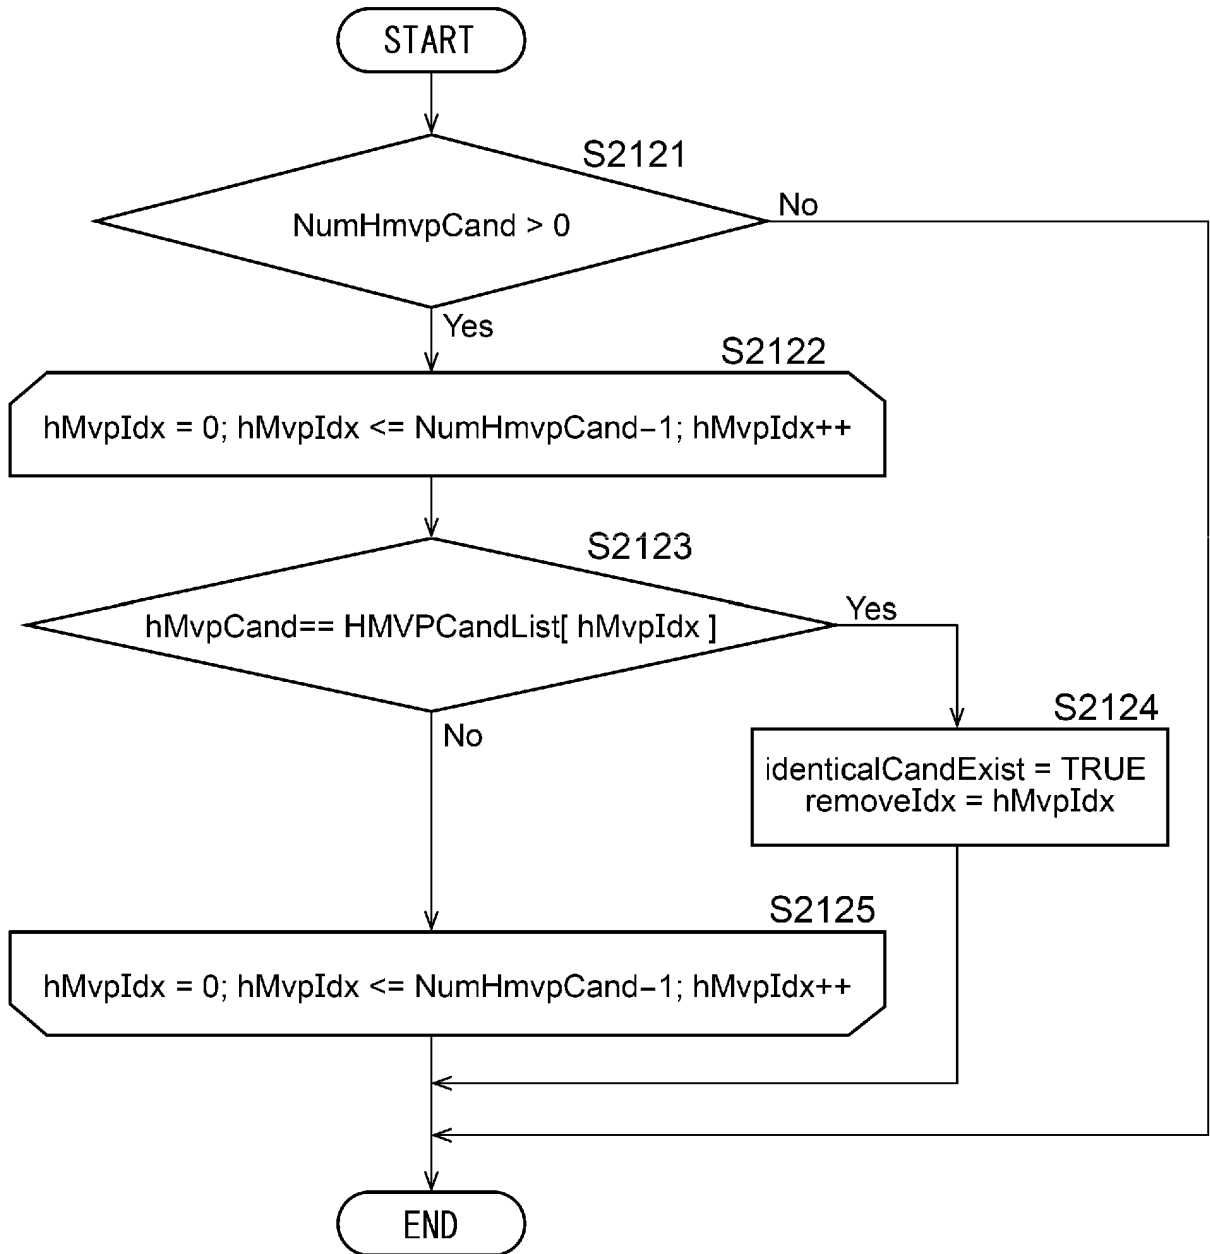 START
S2121
NumHmvpCand > 0
No
Yes
S2122
hMvpIdx = 0; hMvpIdx <= NumHmvpCand−1; hMvpIdx++
S2123
hMvpCand== HMVPCandList[ hMvpIdx ]
Yes
No
S2124
identicalCandExist = TRUE
removeIdx = hMvpIdx
S2125
hMvpIdx = 0; hMvpIdx <= NumHmvpCand−1; hMvpIdx++
END